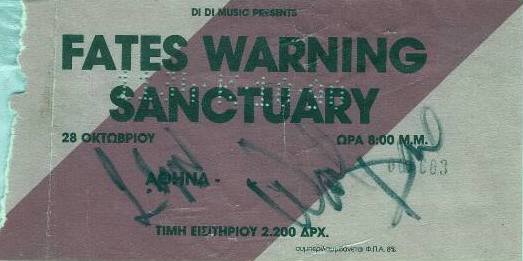 DI DI MUSIC PRESENTS
FATES WARNING
SANCTUARY
28 ΟΚΤΩΒΡΙΟΥ ΩΡΑ 8:00 Μ.Μ.
ΑΘΗΝΑ -
ΤΙΜΗ ΕΙΣΙΤΗΡΙΟΥ 2.200 ΔΡΧ.
συμπεριλαμβάνεται Φ.Π.Α. 8%